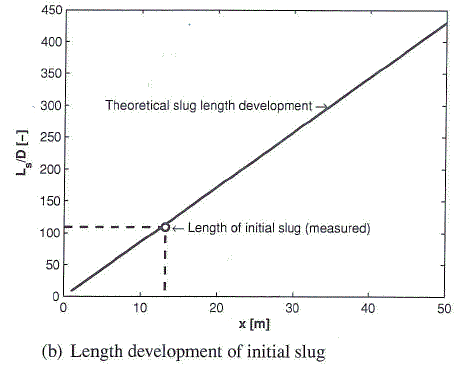 450
400
350
300
250
200
150
100
50
0
Ls/D [-]
Theoretical slug length development →
← Length of initial slug (measured)
0 10 20 30 40 50
x [m]
(b) Length development of initial slug